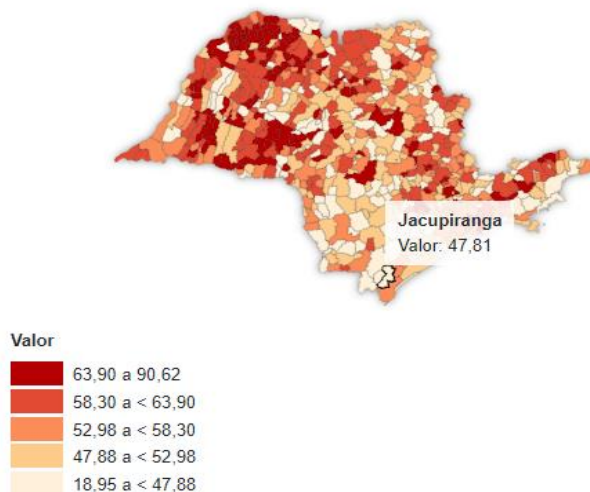 Jacupiranga
Valor: 47,81
Valor
63,90 a 90,62
58,30 a < 63,90
52,98 a < 58,30
47,88 a < 52,98
18,95 a < 47,88